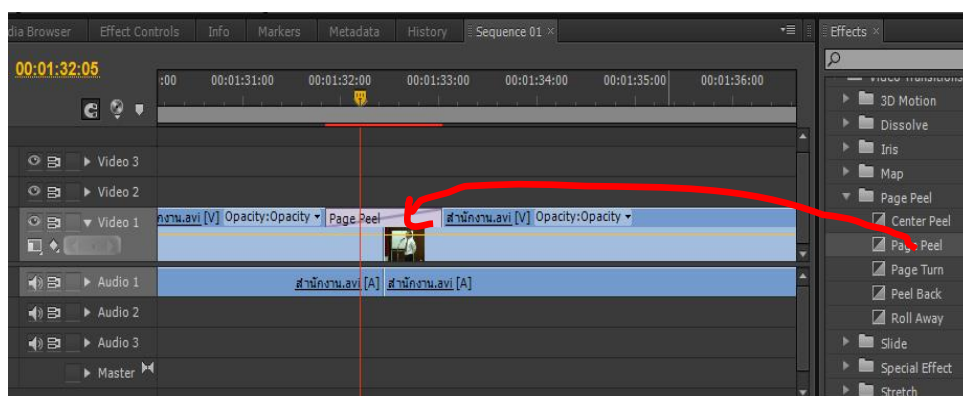 dia Browser Effect Controls Info Markers Metadata History Sequence 01 × Effects ×
00:01:32:05
:00 00:01:31:00 00:01:32:00 00:01:33:00 00:01:34:00 00:01:35:00 00:01:36:00
Video Transitions
3D Motion
Dissolve
Iris
Map
Page Peel
Center Peel
Page Peel
Page Turn
Peel Back
Roll Away
Slide
Special Effect
Stretch
Video 3
Video 2
Video 1 กงาน.avi [V] Opacity:Opacity Page Peel สำนักงาน.avi [V] Opacity:Opacity
Audio 1 สำนักงาน.avi [A] สำนักงาน.avi [A]
Audio 2
Audio 3
Master